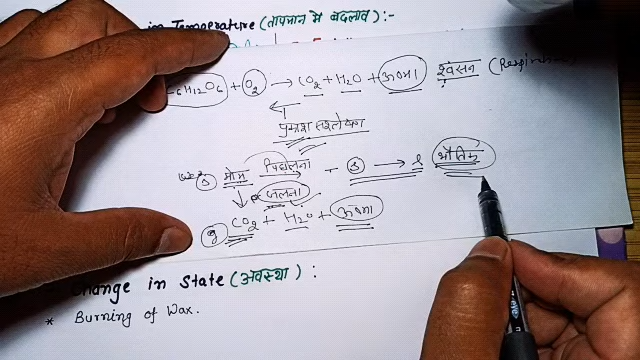 in Temperature (तापमान में बदलाव) :-
C6H12O6 + O2 → CO2 + H2O + ऊष्मा श्वसन
प्रकाश संश्लेषण
(s) मोम पिघलना - (s) → l भौतिक
जलना
(g) CO2 + H2O + ऊष्मा
Change in State (अवस्था) :
* Burning of Wax.